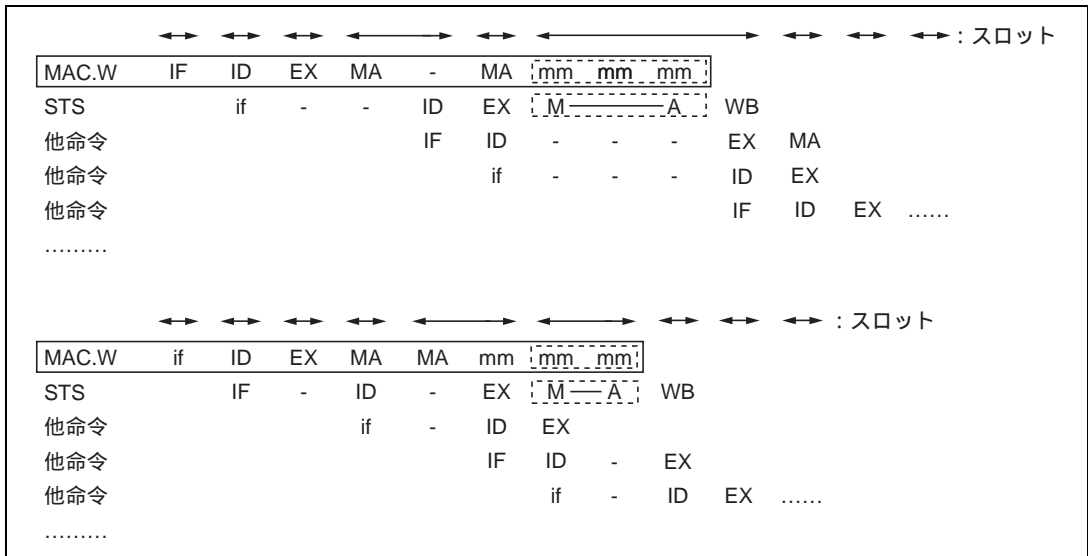 ：スロット
MAC.W IF ID EX MA - MA mm mm mm
STS if - - ID EX M A WB
他命令 IF ID - - - EX MA
他命令 if - - - ID EX
他命令 IF ID EX ……
………
：スロット
MAC.W if ID EX MA MA mm mm mm
STS IF - ID - EX M A WB
他命令 if - ID EX
他命令 IF ID - EX
他命令 if - ID EX ……
………